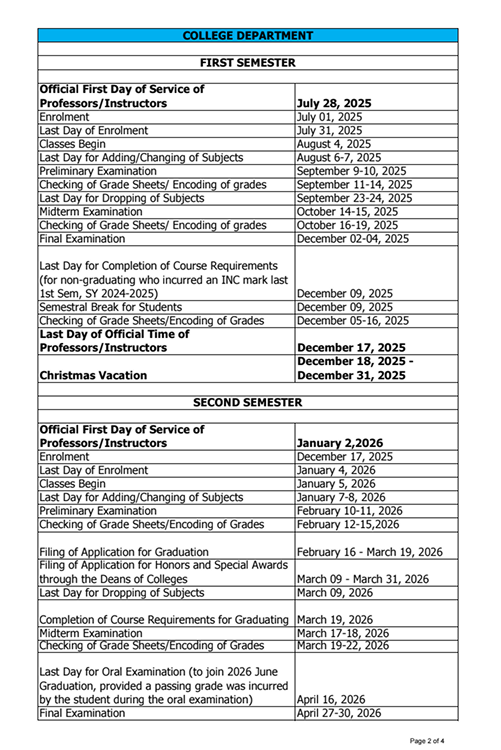 COLLEGE DEPARTMENT
FIRST SEMESTER
Official First Day of Service of
Professors/Instructors July 28, 2025
Enrolment July 01, 2025
Last Day of Enrolment July 31, 2025
Classes Begin August 4, 2025
Last Day for Adding/Changing of Subjects August 6-7, 2025
Preliminary Examination September 9-10, 2025
Checking of Grade Sheets/ Encoding of grades September 11-14, 2025
Last Day for Dropping of Subjects September 23-24, 2025
Midterm Examination October 14-15, 2025
Checking of Grade Sheets/ Encoding of grades October 16-19, 2025
Final Examination December 02-04, 2025
Last Day for Completion of Course Requirements
(for non-graduating who incurred an INC mark last
1st Sem, SY 2024-2025) December 09, 2025
Semestral Break for Students December 09, 2025
Checking of Grade Sheets/Encoding of Grades December 05-16, 2025
Last Day of Official Time of
Professors/Instructors December 17, 2025
December 18, 2025 -
Christmas Vacation December 31, 2025
SECOND SEMESTER
Official First Day of Service of
Professors/Instructors January 2,2026
Enrollment December 17, 2025
Last Day of Enrollment January 4, 2026
Classes Begin January 5, 2026
Last Day for Adding/Changing of Subjects January 7-8, 2026
Preliminary Examination February 10-11, 2026
Checking of Grade Sheets/Encoding of Grades February 12-15,2026
Filing of Application for Graduation February 16 - March 19, 2026
Filing of Application for Honors and Special Awards
through the Deans of Colleges March 09 - March 31, 2026
Last Day for Dropping of Subjects March 09, 2026
Completion of Course Requirements for Graduating March 19, 2026
Midterm Examination March 17-18, 2026
Checking of Grade Sheets/Encoding of Grades March 19-22, 2026
Last Day for Oral Examination (to join 2026 June
Graduation, provided a passing grade was incurred
by the student during the oral examination) April 16, 2026
Final Examination April 27-30, 2026
Page 2 of 4